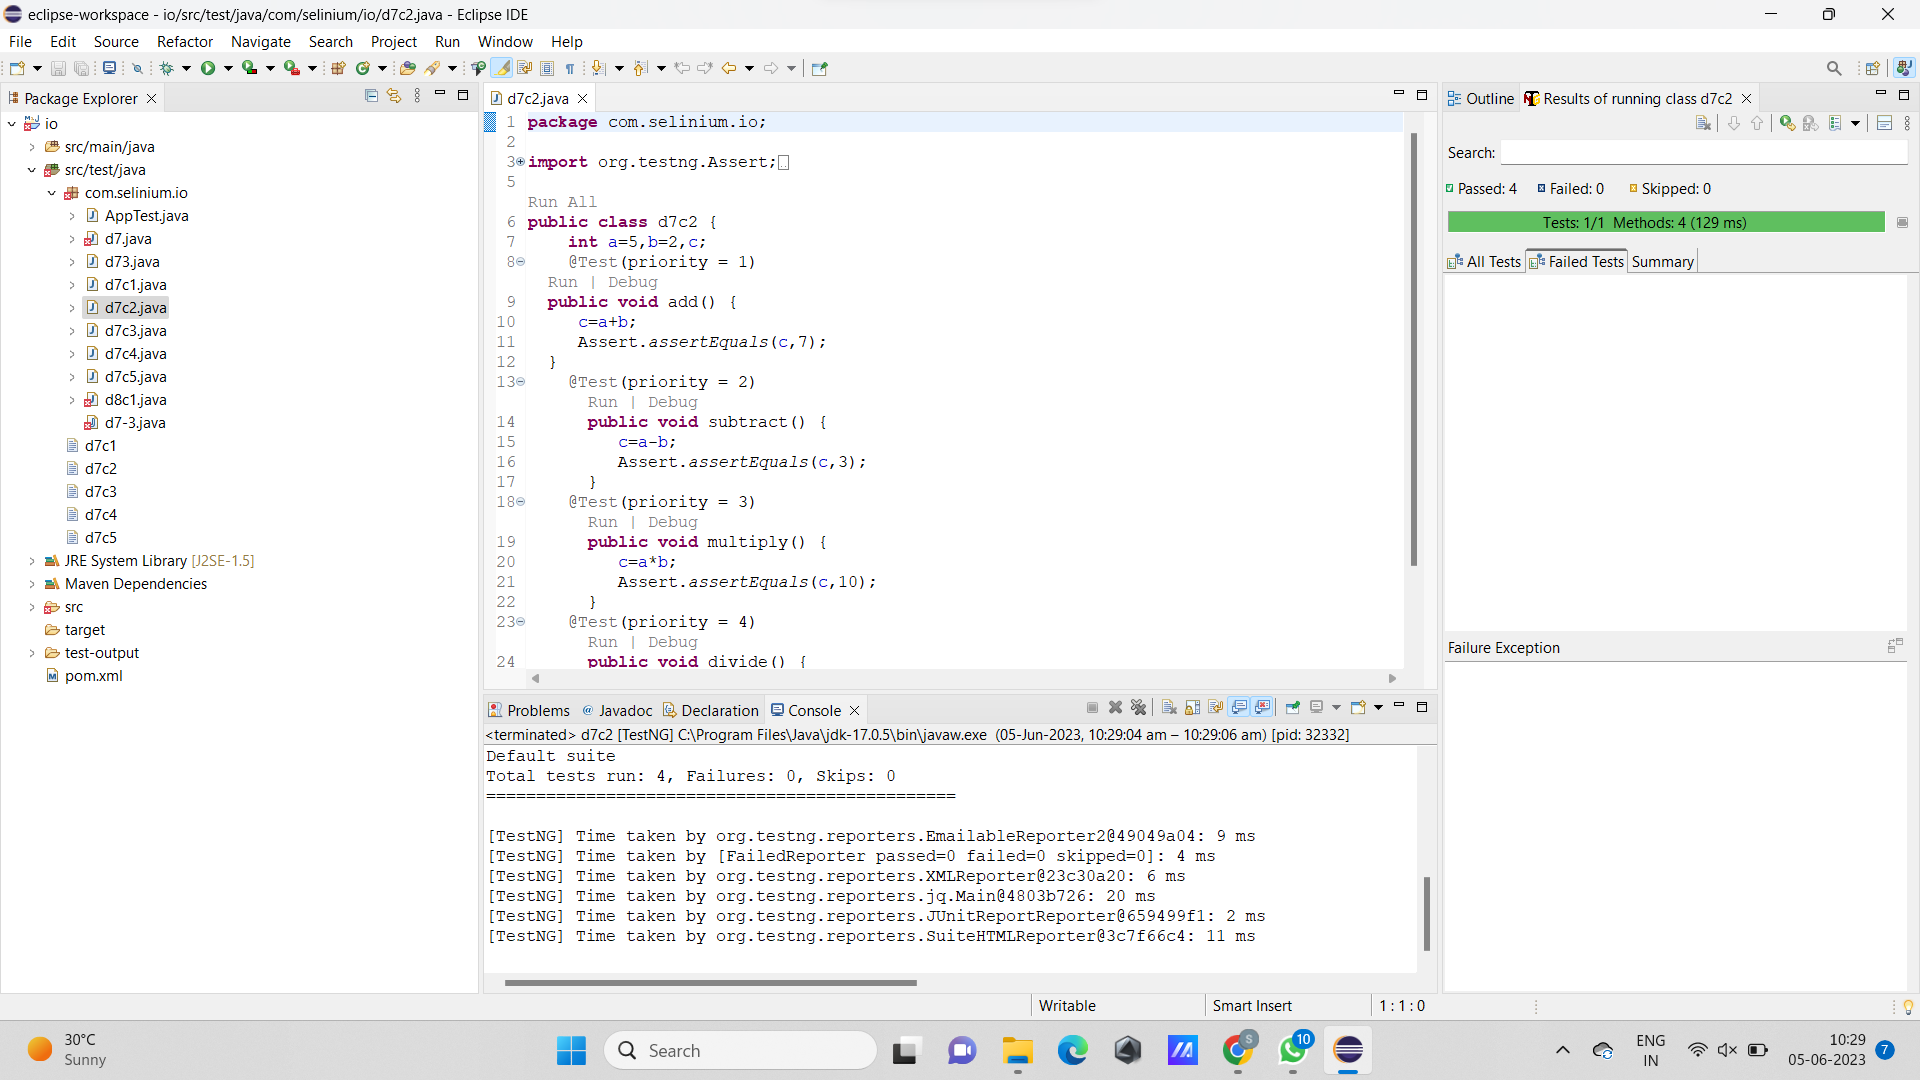 eclipse-workspace - io/src/test/java/com/selinium/io/d7c2.java - Eclipse IDE
File Edit Source Refactor Navigate Search Project Run Window Help
Package Explorer
io
src/main/java
src/test/java
com.selinium.io
AppTest.java
d7.java
d73.java
d7c1.java
d7c2.java
d7c3.java
d7c4.java
d7c5.java
d8c1.java
d7-3.java
d7c1
d7c2
d7c3
d7c4
d7c5
JRE System Library [J2SE-1.5]
Maven Dependencies
src
target
test-output
pom.xml
d7c2.java
1 package com.selinium.io;
2
3 import org.testng.Assert;
5
Run All
6 public class d7c2 {
7 int a=5,b=2,c;
8 @Test(priority = 1)
Run | Debug
9 public void add() {
10 c=a+b;
11 Assert.assertEquals(c,7);
12 }
13 @Test(priority = 2)
Run | Debug
14 public void subtract() {
15 c=a-b;
16 Assert.assertEquals(c,3);
17 }
18 @Test(priority = 3)
Run | Debug
19 public void multiply() {
20 c=a*b;
21 Assert.assertEquals(c,10);
22 }
23 @Test(priority = 4)
Run | Debug
24 public void divide() {
Problems Javadoc Declaration Console
<terminated> d7c2 [TestNG] C:\Program Files\Java\jdk-17.0.5\bin\javaw.exe (05-Jun-2023, 10:29:04 am – 10:29:06 am) [pid: 32332]
Default suite
Total tests run: 4, Failures: 0, Skips: 0
===============================================
[TestNG] Time taken by org.testng.reporters.EmailableReporter2@49049a04: 9 ms
[TestNG] Time taken by [FailedReporter passed=0 failed=0 skipped=0]: 4 ms
[TestNG] Time taken by org.testng.reporters.XMLReporter@23c30a20: 6 ms
[TestNG] Time taken by org.testng.reporters.jq.Main@4803b726: 20 ms
[TestNG] Time taken by org.testng.reporters.JUnitReportReporter@659499f1: 2 ms
[TestNG] Time taken by org.testng.reporters.SuiteHTMLReporter@3c7f66c4: 11 ms
Outline Results of running class d7c2
Search:
Passed: 4 Failed: 0 Skipped: 0
Tests: 1/1 Methods: 4 (129 ms)
All Tests Failed Tests Summary
Failure Exception
Writable Smart Insert 1 : 1 : 0
30°C
Sunny
Search
S
10
ENG
IN
10:29
05-06-2023
7